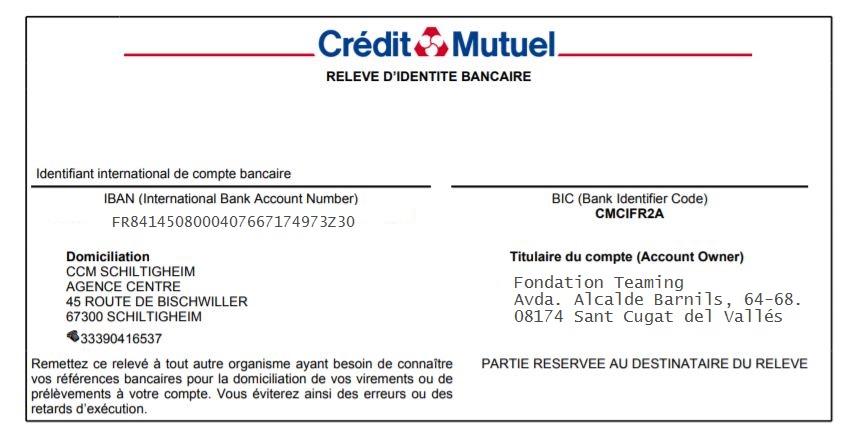 Crédit Mutuel
RELEVE D'IDENTITE BANCAIRE
Identifiant international de compte bancaire
IBAN (International Bank Account Number)
FR8414508000407667174973Z30
BIC (Bank Identifier Code)
CMCIFR2A
Domiciliation
CCM SCHILTIGHEIM
AGENCE CENTRE
45 ROUTE DE BISCHWILLER
67300 SCHILTIGHEIM
33390416537
Titulaire du compte (Account Owner)
Fondation Teaming
Avda. Alcalde Barnils, 64-68.
08174 Sant Cugat del Vallés
Remettez ce relevé à tout autre organisme ayant besoin de connaître
vos références bancaires pour la domiciliation de vos virements ou de
prélèvements à votre compte. Vous éviterez ainsi des erreurs ou des
retards d'exécution.
PARTIE RESERVEE AU DESTINATAIRE DU RELEVE